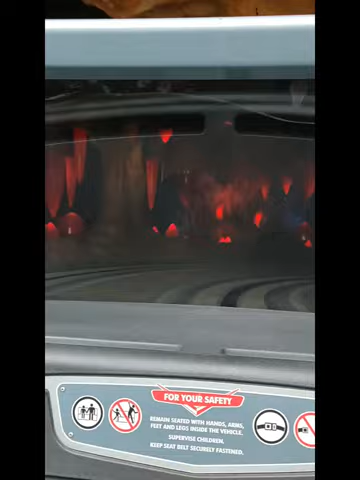 FOR YOUR SAFETY
REMAIN SEATED WITH HANDS, ARMS,
FEET AND LEGS INSIDE THE VEHICLE.
SUPERVISE CHILDREN.
KEEP SEAT BELT SECURELY FASTENED.